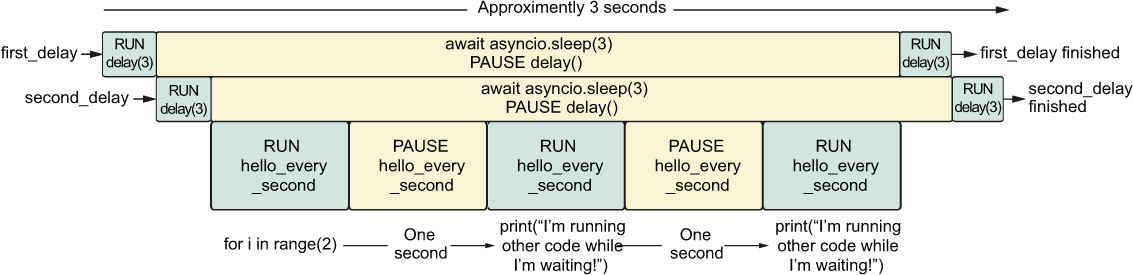 Approximently 3 seconds
first_delay
RUN
delay(3)
await asyncio.sleep(3)
PAUSE delay()
RUN
delay(3)
first_delay finished
second_delay
RUN
delay(3)
await asyncio.sleep(3)
PAUSE delay()
RUN
delay(3)
second_delay
finished
RUN
hello_every
_second
PAUSE
hello_every
_second
RUN
hello_every
_second
PAUSE
hello_every
_second
RUN
hello_every
_second
for i in range(2)
One
second
print(“I’m running
other code while
I’m waiting!”)
One
second
print(“I’m running
other code while
I’m waiting!”)